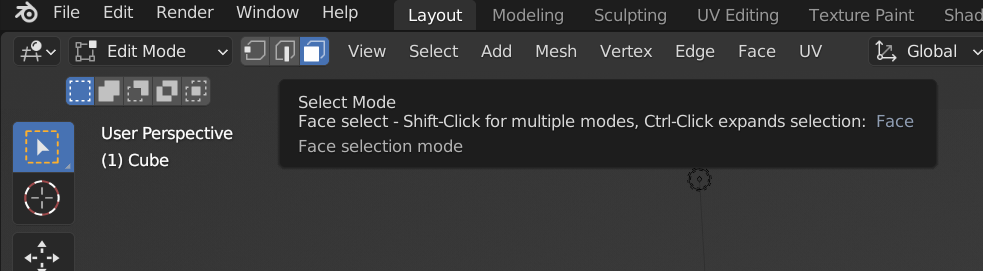 File Edit Render Window Help Layout Modeling Sculpting UV Editing Texture Paint Shad
Edit Mode View Select Add Mesh Vertex Edge Face UV Global
Select Mode
Face select - Shift-Click for multiple modes, Ctrl-Click expands selection: Face
Face selection mode
User Perspective
(1) Cube